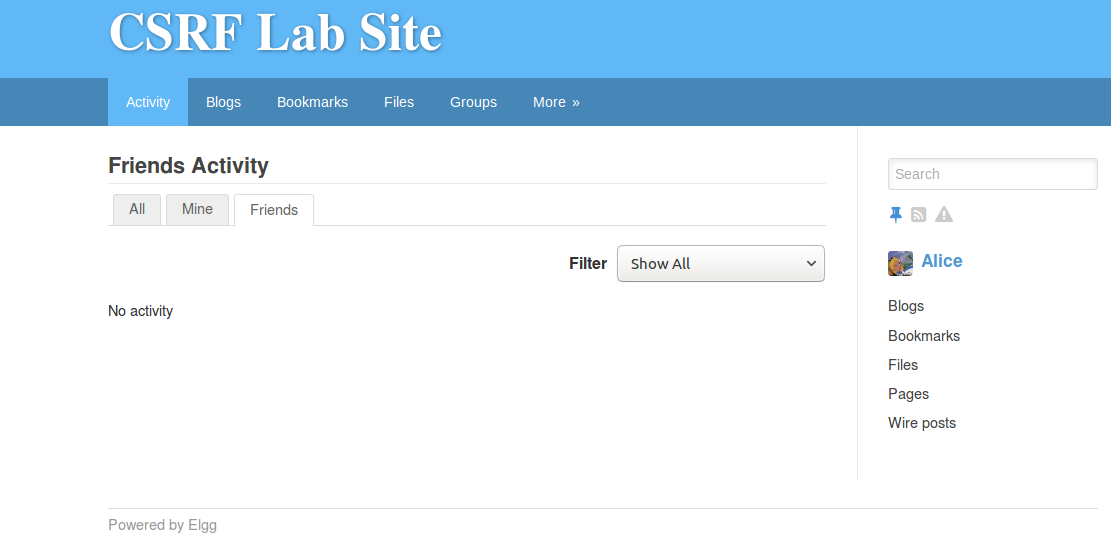 CSRF Lab Site
Activity Blogs Bookmarks Files Groups More »
Friends Activity
All Mine Friends
Filter Show All
No activity
Search
Alice
Blogs
Bookmarks
Files
Pages
Wire posts
Powered by Elgg